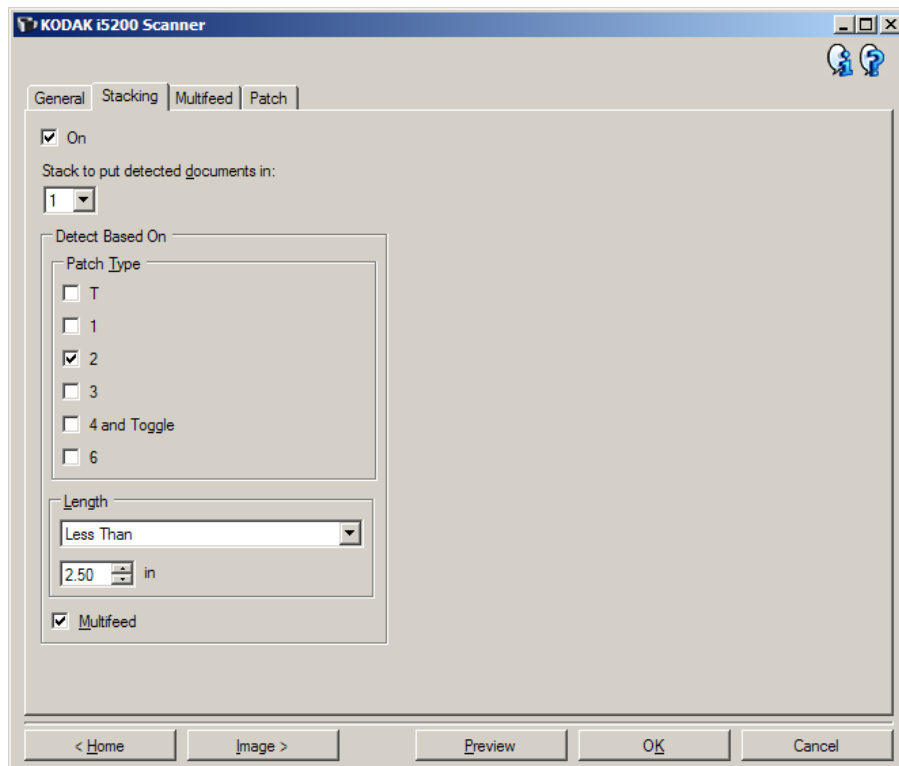 KODAK i5200 Scanner
General Stacking Multifeed Patch
On
Stack to put detected documents in:
1
Detect Based On
Patch Type
T
1
2
3
4 and Toggle
6
Length
Less Than
2.50 in
Multifeed
< Home Image > Preview OK Cancel